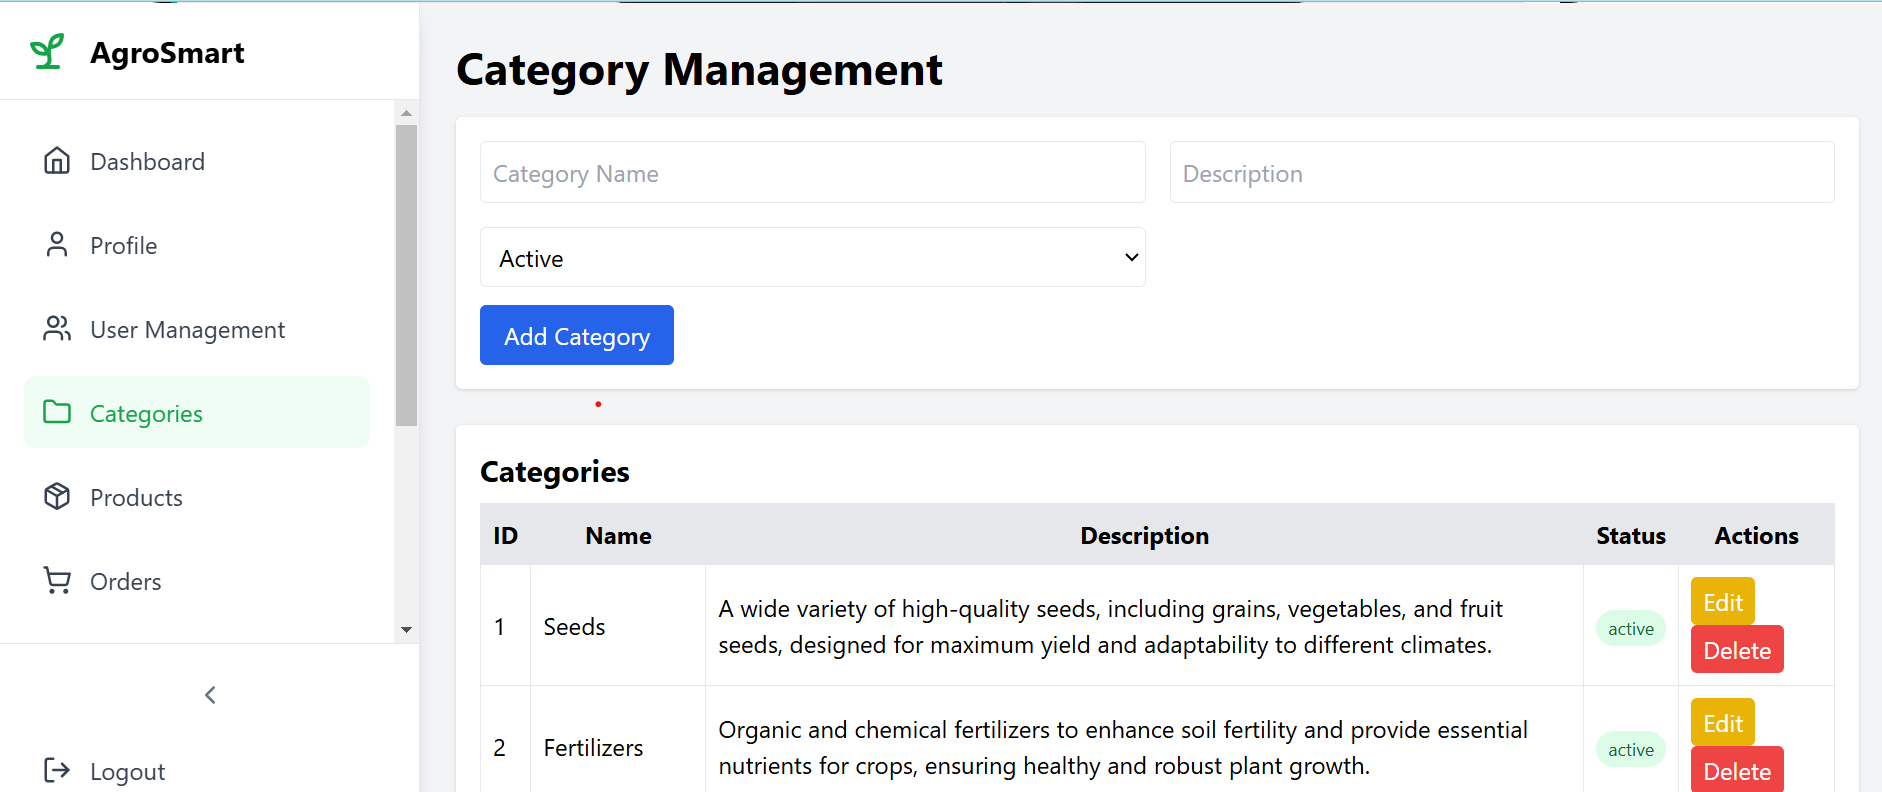 AgroSmart
Dashboard
Profile
User Management
Categories
Products
Orders
Logout
Category Management
Category Name
Description
Active
Add Category
Categories
ID Name Description Status Actions
1 Seeds A wide variety of high-quality seeds, including grains, vegetables, and fruit
seeds, designed for maximum yield and adaptability to different climates. active Edit
Delete
2 Fertilizers Organic and chemical fertilizers to enhance soil fertility and provide essential
nutrients for crops, ensuring healthy and robust plant growth. active Edit
Delete